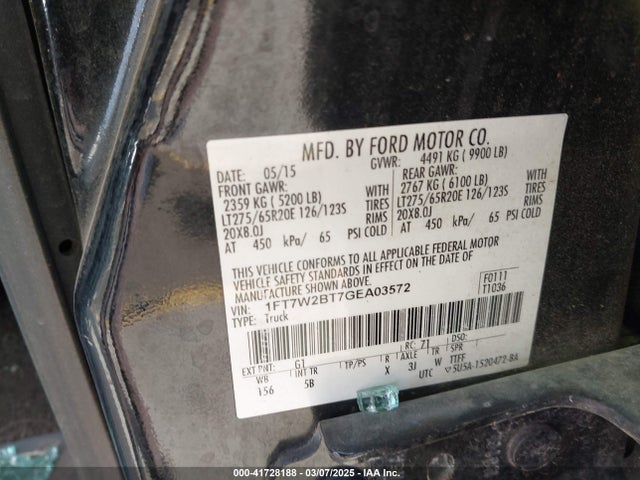 MFD. BY FORD MOTOR CO.
DATE: 05/15 GVWR: 4491 KG ( 9900 LB)
FRONT GAWR: REAR GAWR:
2359 KG ( 5200 LB) WITH 2767 KG ( 6100 LB) WITH
LT275/65R20E 126/123S TIRES LT275/65R20E 126/123S TIRES
20X8.0J RIMS 20X8.0J RIMS
AT 450 kPa/ 65 PSI COLD AT 450 kPa/ 65 PSI COLD
THIS VEHICLE CONFORMS TO ALL APPLICABLE FEDERAL MOTOR
VEHICLE SAFETY STANDARDS IN EFFECT ON THE DATE OF
MANUFACTURE SHOWN ABOVE.
VIN: 1FT7W2BT7GEA03572 F0111
TYPE: Truck T1036
EXT PNT: G1 RC: Z1 DSO:
WB INT TR TP/PS R AXLE TR SPR
156 5B X 3J W TTFF
UTC 5U5A-1520472-BA
000-41728188 — 03/07/2025 — IAA Inc.